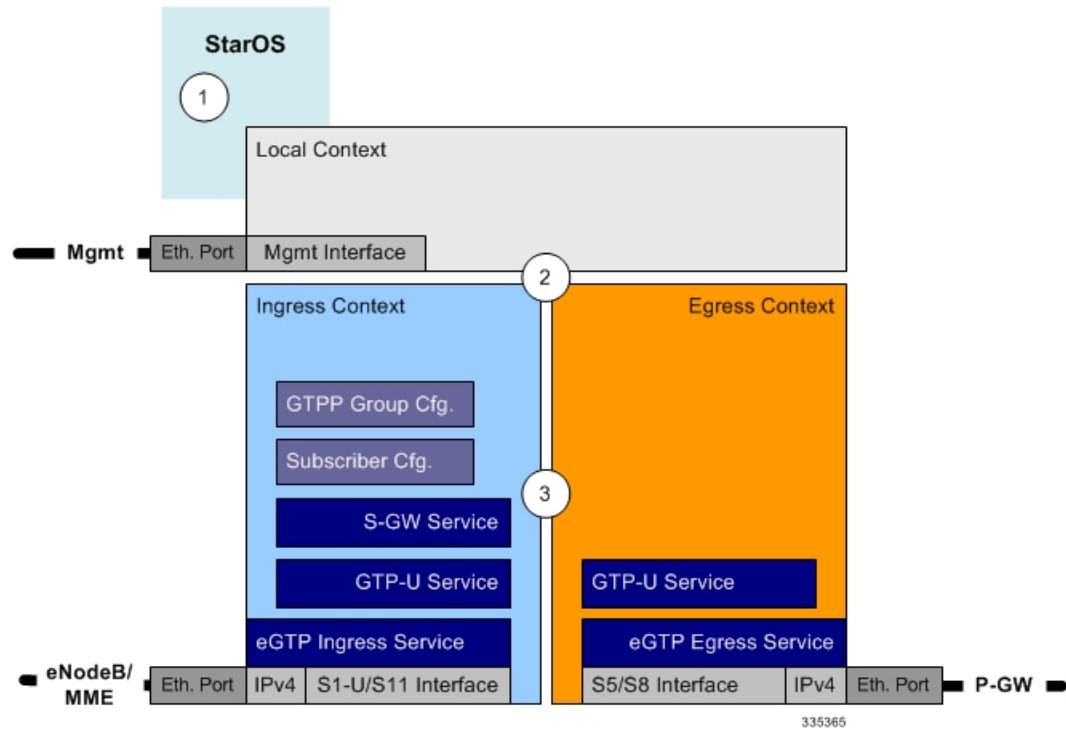 StarOS
1
Local Context
Mgmt
Eth. Port
Mgmt Interface
2
Ingress Context
Egress Context
GTPP Group Cfg.
Subscriber Cfg.
3
S-GW Service
GTP-U Service
GTP-U Service
eGTP Ingress Service
eGTP Egress Service
eNodeB/
MME
Eth. Port
IPv4
S1-U/S11 Interface
S5/S8 Interface
IPv4
Eth. Port
P-GW
335365